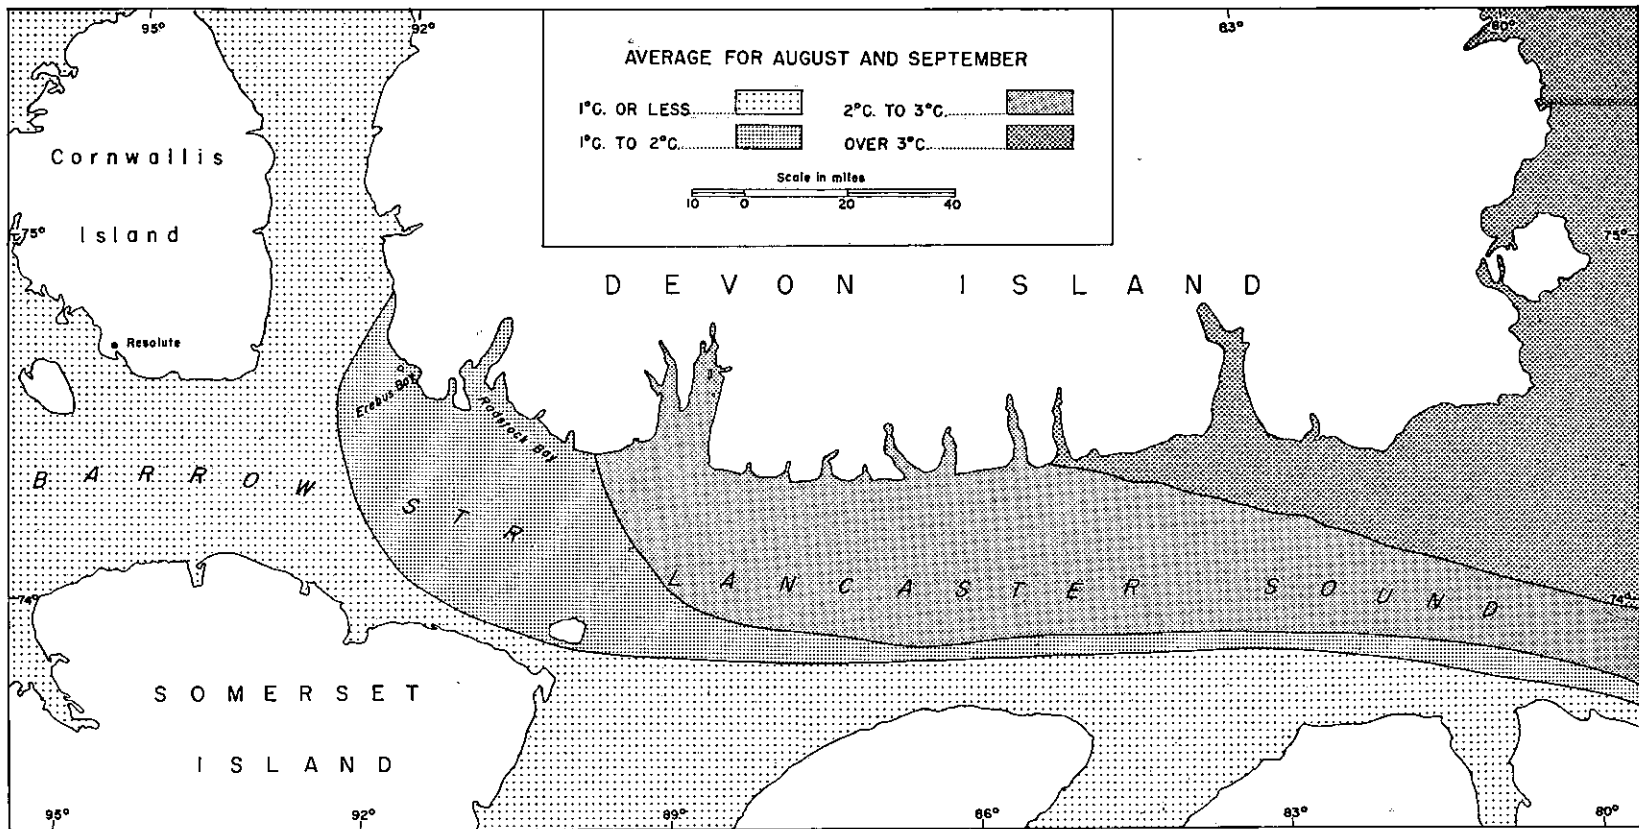 95°
92°
83°
80°
AVERAGE FOR AUGUST AND SEPTEMBER
1°C. OR LESS
2°C. TO 3°C.
1°C. TO 2°C.
OVER 3°C.
Scale in miles
10 0 20 40
Cornwallis
Island
75°
75°
DEVON ISLAND
Resolute
Erebus Bay
Radstock Bay
BARROW STR
LANCASTER SOUND
74°
74°
SOMERSET
ISLAND
95°
92°
89°
86°
83°
80°